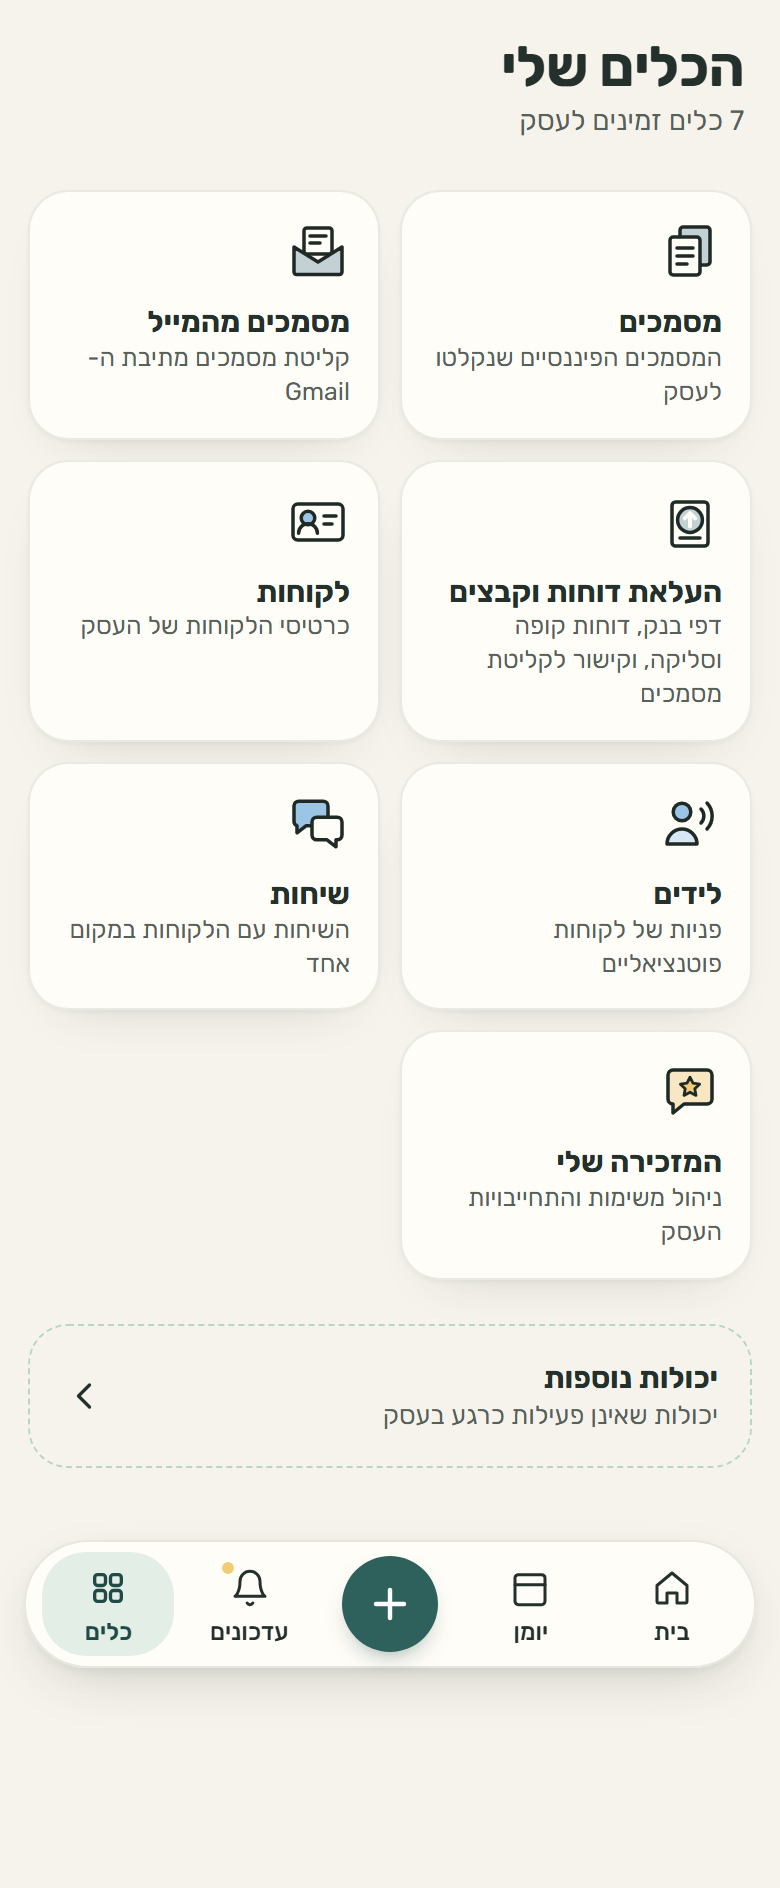 הכלים שלי
7 כלים זמינים לעסק
מסמכים
המסמכים הפיננסיים שנקלטו
לעסק
מסמכים מהמייל
קליטת מסמכים מתיבת ה-
Gmail
העלאת דוחות וקבצים
דפי בנק, דוחות קופה
וסליקה, וקישור לקליטת
מסמכים
לקוחות
כרטיסי הלקוחות של העסק
לידים
פניות של לקוחות
פוטנציאליים
שיחות
השיחות עם הלקוחות במקום
אחד
המזכירה שלי
ניהול משימות והתחייבויות
העסק
יכולות נוספות
יכולות שאינן פעילות כרגע בעסק
בית
יומן
עדכונים
כלים